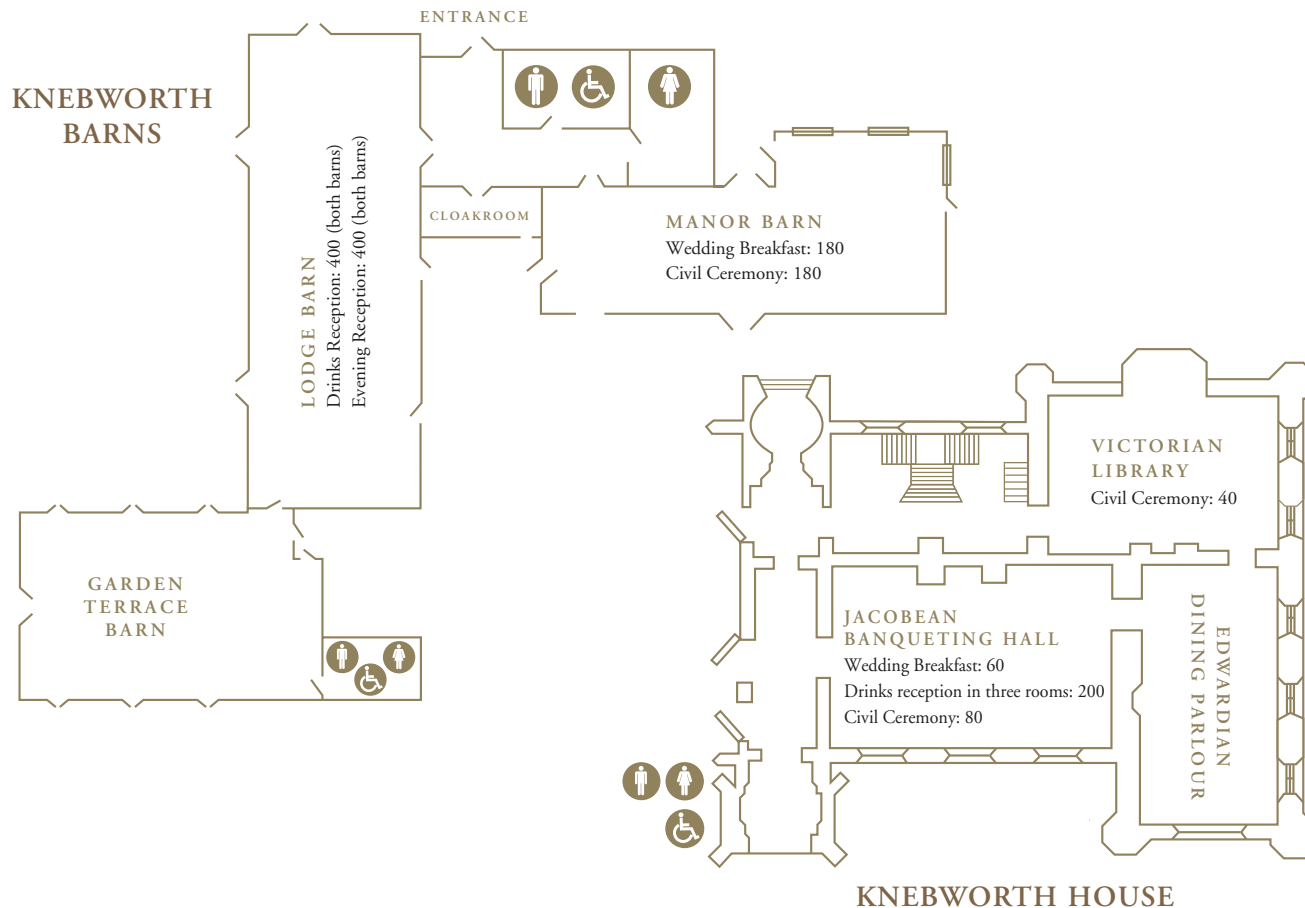 ENTRANCE
KNEBWORTH
BARNS
LODGE BARN
Drinks Reception: 400 (both barns)
Evening Reception: 400 (both barns)
CLOAKROOM
MANOR BARN
Wedding Breakfast: 180
Civil Ceremony: 180
GARDEN
TERRACE
BARN
VICTORIAN
LIBRARY
Civil Ceremony: 40
JACOBEAN
BANQUETING HALL
Wedding Breakfast: 60
Drinks reception in three rooms: 200
Civil Ceremony: 80
EDWARDIAN
DINING PARLOUR
KNEBWORTH HOUSE